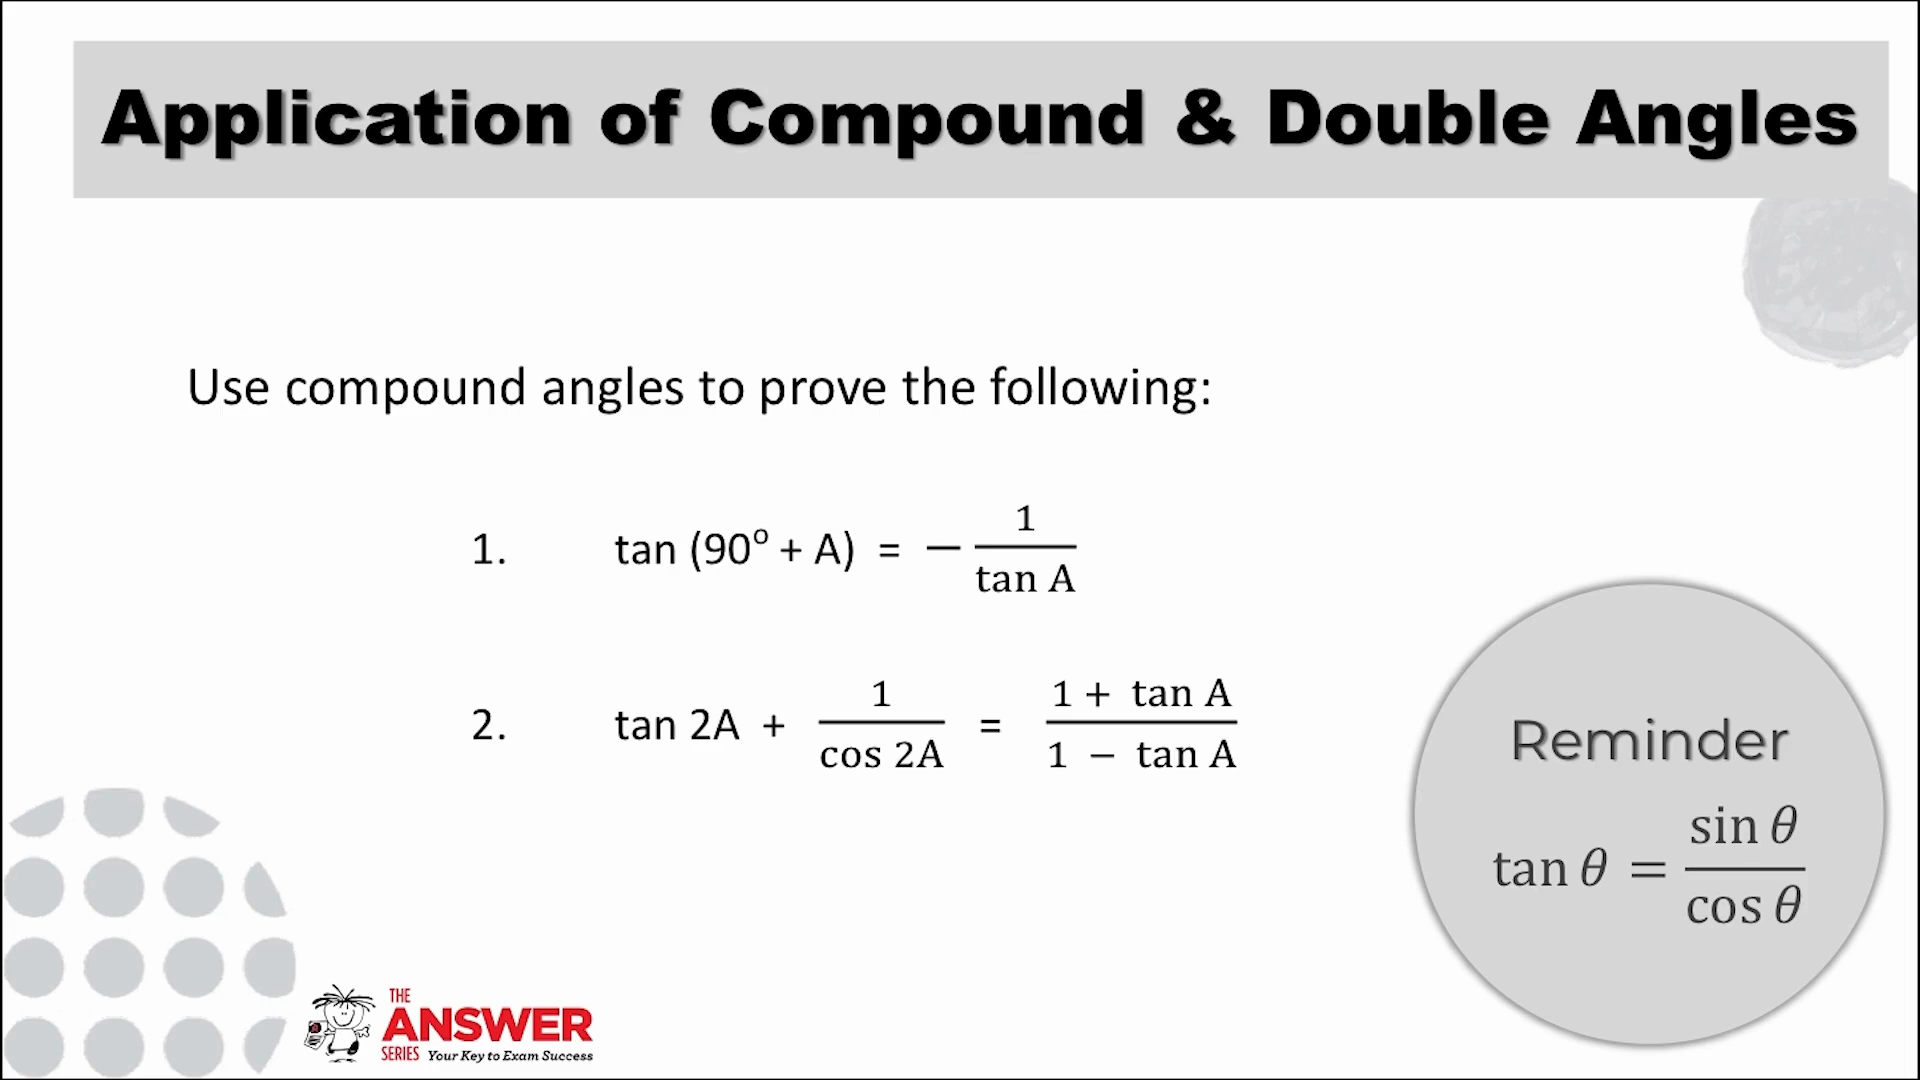 Application of Compound & Double Angles
Use compound angles to prove the following:
1. tan (90° + A) = − 1/tan A
2. tan 2A + 1/cos 2A = (1 + tan A)/(1 − tan A)
Reminder
tan θ = sin θ/cos θ
THE
ANSWER
SERIES Your Key to Exam Success